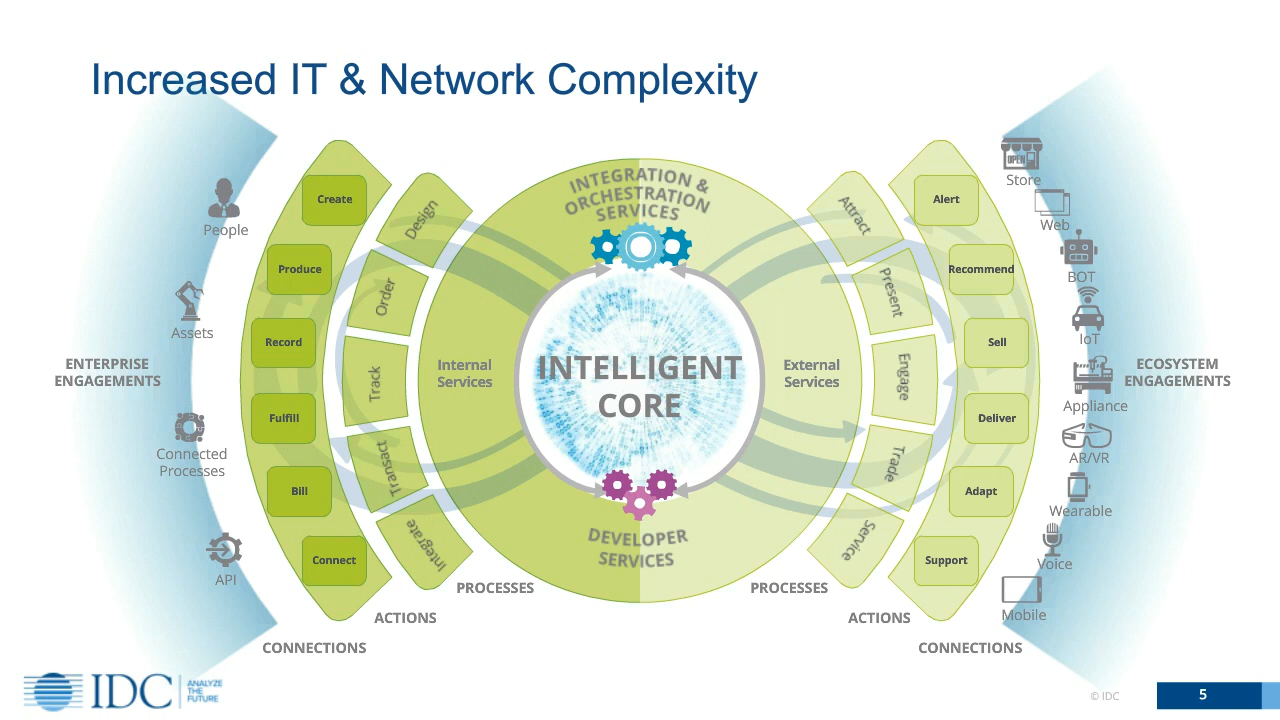 Increased IT & Network Complexity
INTEGRATION &
ORCHESTRATION
SERVICES
INTELLIGENT
CORE
DEVELOPER
SERVICES
Internal
Services
External
Services
ENTERPRISE
ENGAGEMENTS
People
Assets
Connected
Processes
API
Create
Produce
Record
Fulfill
Bill
Connect
Design
Order
Track
Transact
Integrate
Attract
Present
Engage
Trade
Service
Alert
Recommend
Sell
Deliver
Adapt
Support
Store
OPEN
Web
BOT
IoT
Appliance
AR/VR
Wearable
Voice
Mobile
ECOSYSTEM
ENGAGEMENTS
PROCESSES
ACTIONS
CONNECTIONS
PROCESSES
ACTIONS
CONNECTIONS
IDC
ANALYZE
THE
FUTURE
© IDC
5